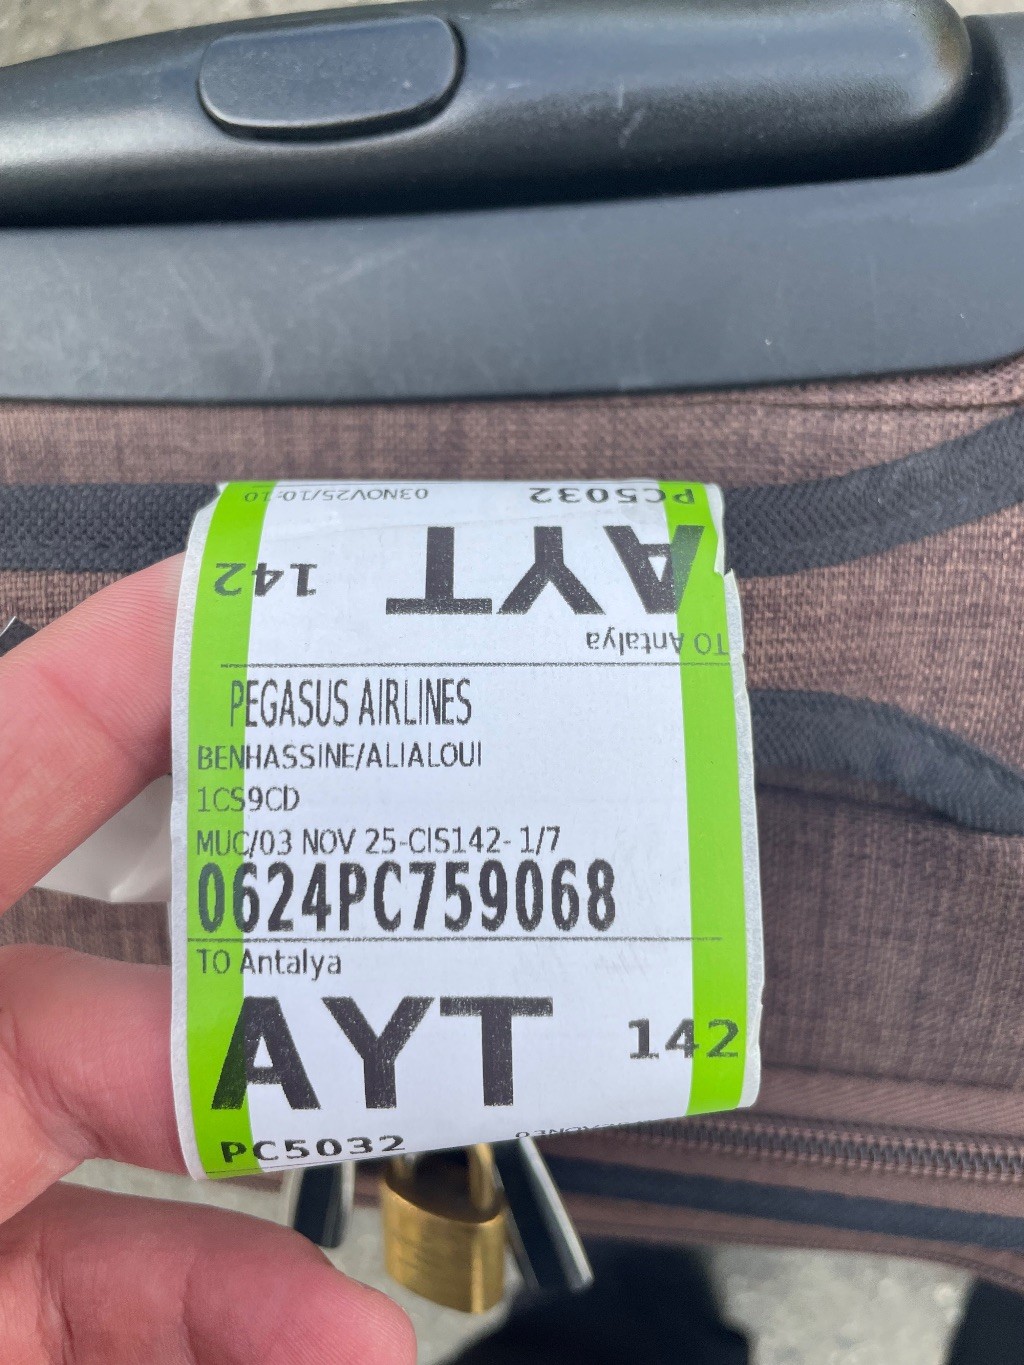 03NOV25/10:10 PC5032
142 AYT
TO Antalya
PEGASUS AIRLINES
BENHASSINE/ALIALOUI
1CS9CD
MUC/03 NOV 25-CIS142- 1/7
0624PC759068
TO Antalya
AYT 142
PC5032